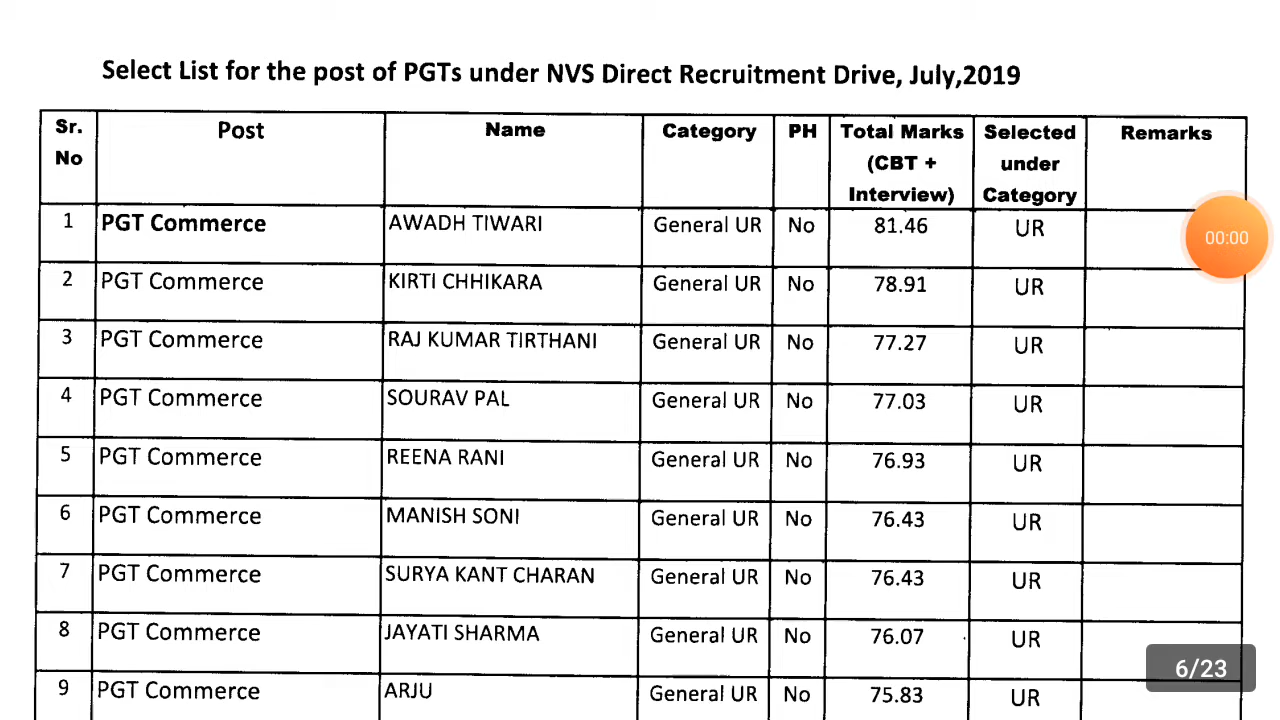 Select List for the post of PGTs under NVS Direct Recruitment Drive, July,2019
Sr. No Post Name Category PH Total Marks (CBT + Interview) Selected under Category Remarks
1 PGT Commerce AWADH TIWARI General UR No 81.46 UR
00:00
2 PGT Commerce KIRTI CHHIKARA General UR No 78.91 UR
3 PGT Commerce RAJ KUMAR TIRTHANI General UR No 77.27 UR
4 PGT Commerce SOURAV PAL General UR No 77.03 UR
5 PGT Commerce REENA RANI General UR No 76.93 UR
6 PGT Commerce MANISH SONI General UR No 76.43 UR
7 PGT Commerce SURYA KANT CHARAN General UR No 76.43 UR
8 PGT Commerce JAYATI SHARMA General UR No 76.07 UR
6/23
9 PGT Commerce ARJU General UR No 75.83 UR